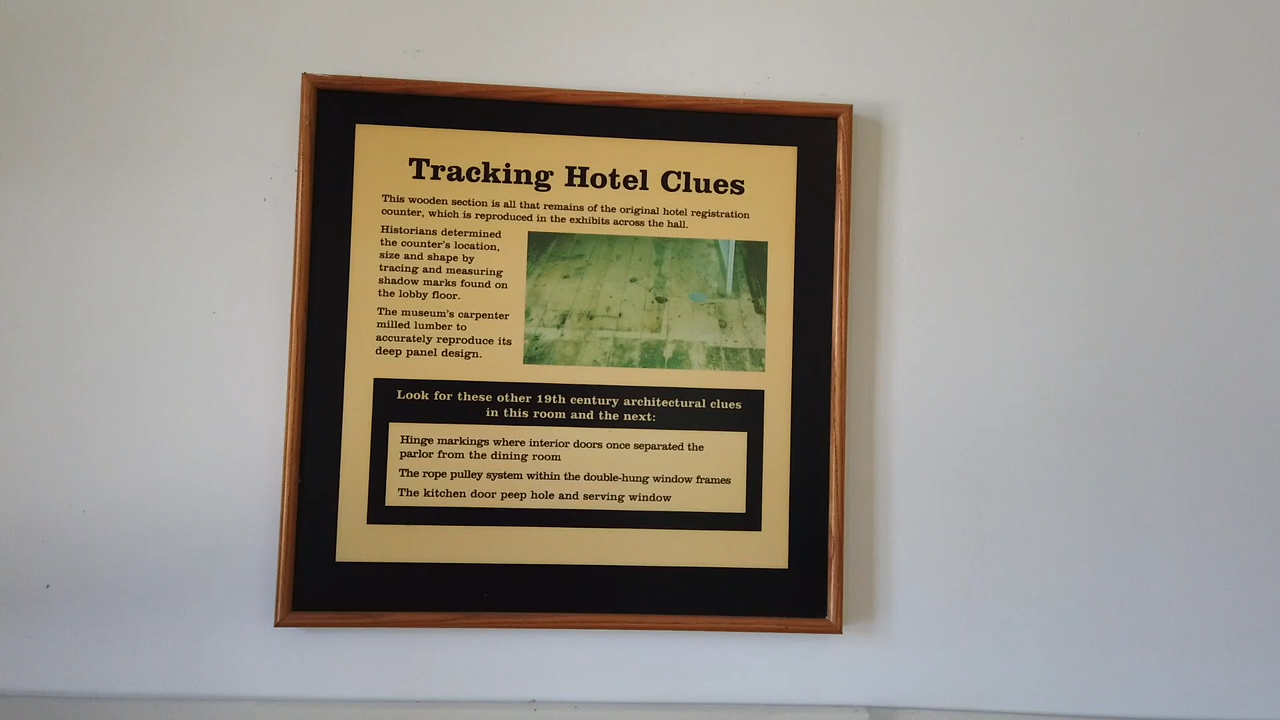 Tracking Hotel Clues
This wooden section is all that remains of the original hotel registration
counter, which is reproduced in the exhibits across the hall.
Historians determined
the counter's location,
size and shape by
tracing and measuring
shadow marks found on
the lobby floor.
The museum's carpenter
milled lumber to
accurately reproduce its
deep panel design.
Look for these other 19th century architectural clues
in this room and the next:
Hinge markings where interior doors once separated the
parlor from the dining room
The rope pulley system within the double-hung window frames
The kitchen door peep hole and serving window